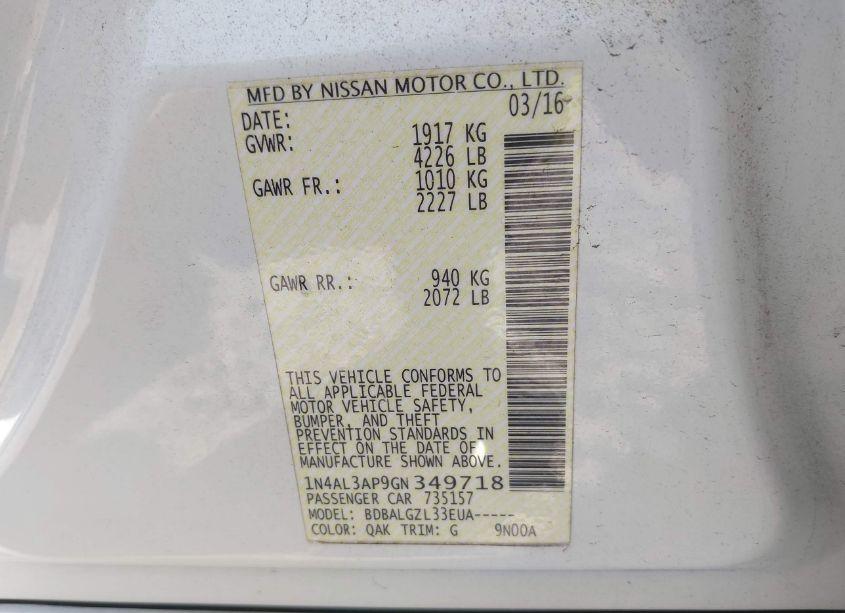 MFD BY NISSAN MOTOR CO., LTD.
DATE: 03/16
GVWR: 1917 KG
4226 LB
GAWR FR.: 1010 KG
2227 LB
GAWR RR.: 940 KG
2072 LB
THIS VEHICLE CONFORMS TO
ALL APPLICABLE FEDERAL
MOTOR VEHICLE SAFETY,
BUMPER, AND THEFT
PREVENTION STANDARDS IN
EFFECT ON THE DATE OF
MANUFACTURE SHOWN ABOVE.
1N4AL3AP9GN349718
PASSENGER CAR 735157
MODEL: BDBALGZL33EUA-----
COLOR: QAK TRIM: G 9N00A